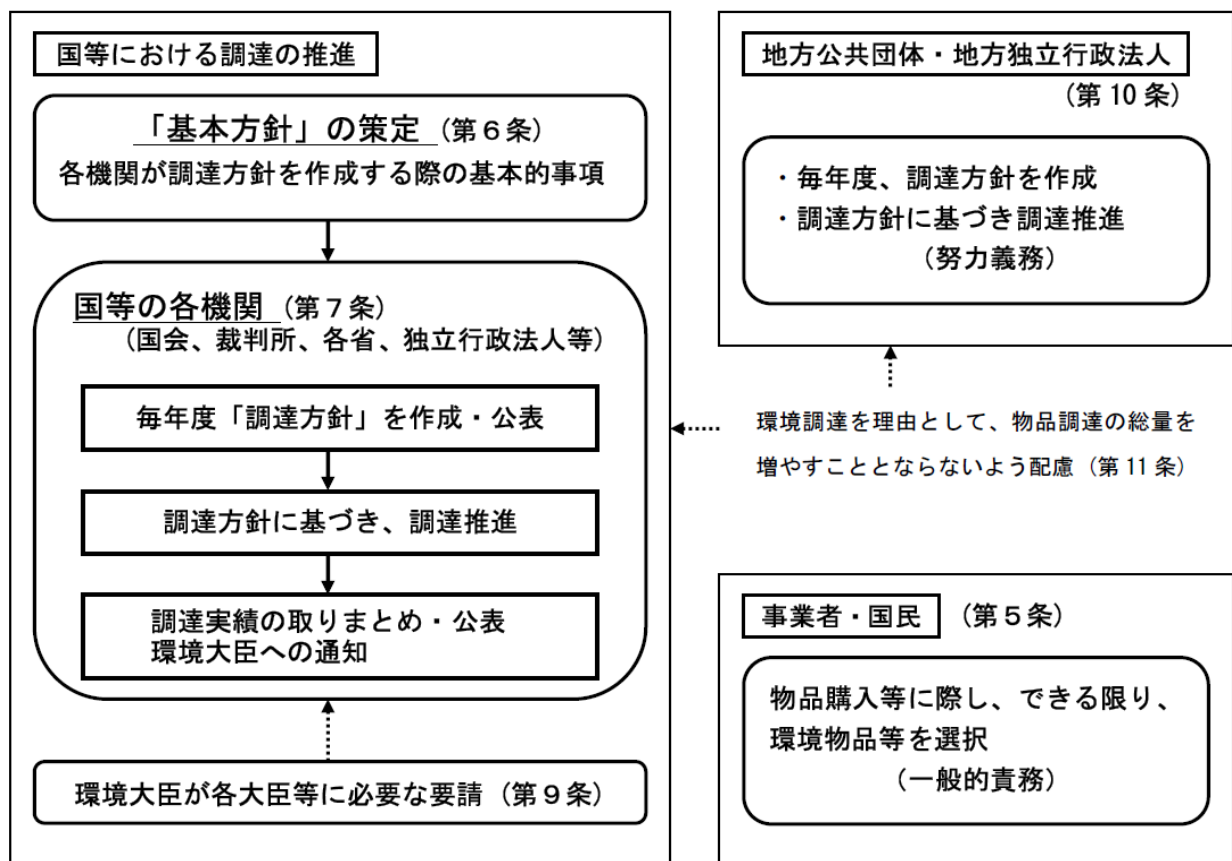 国等における調達の推進
「基本方針」の策定（第６条）
各機関が調達方針を作成する際の基本的事項
国等の各機関（第７条）
（国会、裁判所、各省、独立行政法人等）
毎年度「調達方針」を作成・公表
調達方針に基づき、調達推進
調達実績の取りまとめ・公表
環境大臣への通知
環境大臣が各大臣等に必要な要請（第９条）
地方公共団体・地方独立行政法人
（第 10 条）
・毎年度、調達方針を作成
・調達方針に基づき調達推進
（努力義務）
環境調達を理由として、物品調達の総量を
増やすこととならないよう配慮（第 11 条）
事業者・国民（第５条）
物品購入等に際し、できる限り、
環境物品等を選択
（一般的責務）